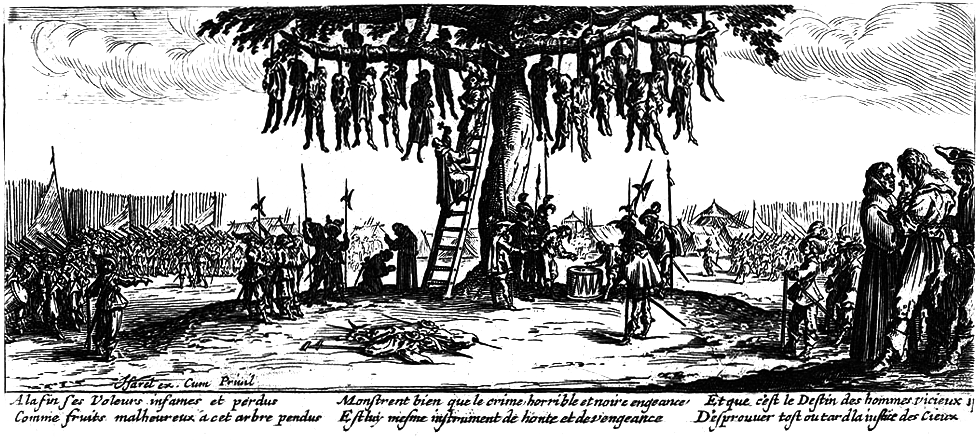 Israel ex. Cum Privil
A la fin ces Voleurs infames et perdus
Comme fruits malheureux a cet arbre pendus
Monstrent bien que le crime, horrible et noire engeance
Est luy mesme instrument de honte et de vengeance
Et que c'est le Destin des hommes vicieux
D'esprouver tost ou tard la iustice des Cieux